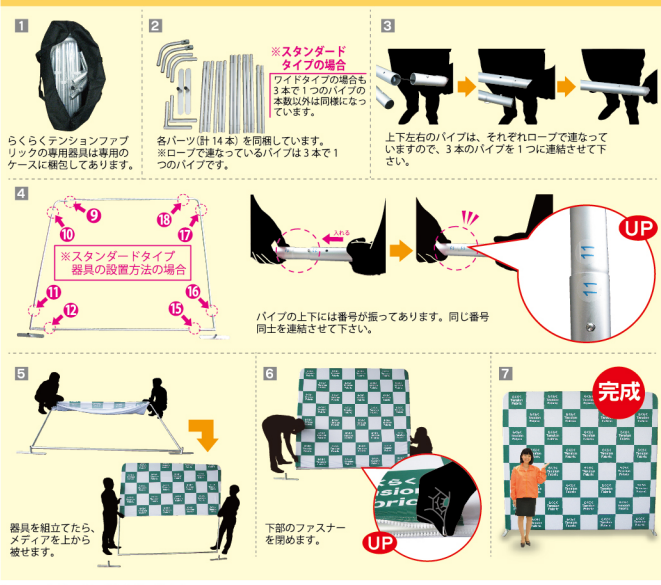 1
らくらくテンションファブ
リックの専用器具は専用の
ケースに梱包してあります。
2
※スタンダード
タイプの場合
ワイドタイプの場合も
3本で1つのパイプの
本数以外は同様になっ
ています。
各パーツ(計14本)を同梱しています。
※ロープで連なっているパイプは3本で1
つのパイプです。
3
上下左右のパイプは、それぞれロープで連なって
いますので、3本のパイプを1つに連結させて下
さい。
4
9
10
18
17
※スタンダードタイプ
器具の設置方法の場合
11
12
16
15
入れる
パイプの上下には番号が振ってあります。同じ番号
同士を連結させて下さい。
UP
11
11
5
器具を組立てたら、
メディアを上から
被せます。
6
下部のファスナー
を閉めます。
UP
7
完成
らくらく
Tension
Fabric